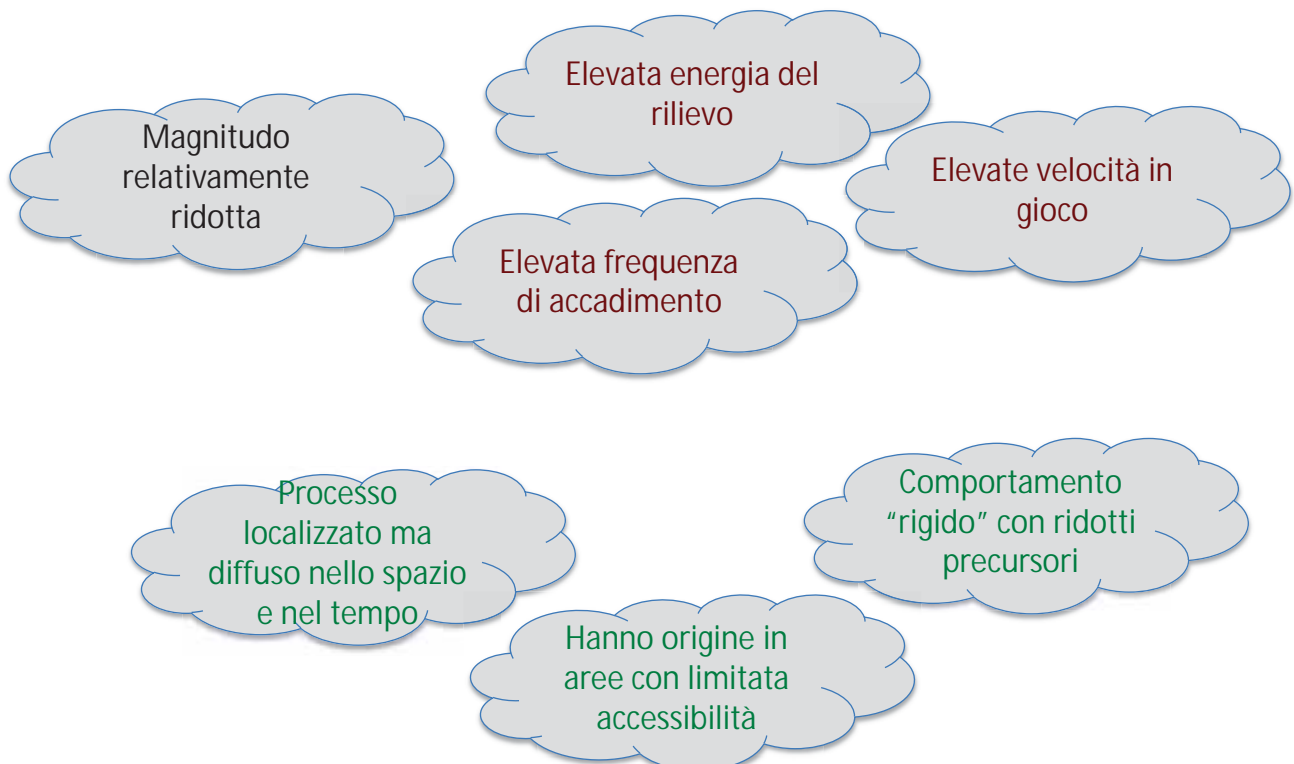 Elevata energia del
rilievo
Magnitudo
relativamente
ridotta
Elevate velocità in
gioco
Elevata frequenza
di accadimento
Processo
localizzato ma
diffuso nello spazio
e nel tempo
Comportamento
“rigido” con ridotti
precursori
Hanno origine in
aree con limitata
accessibilità